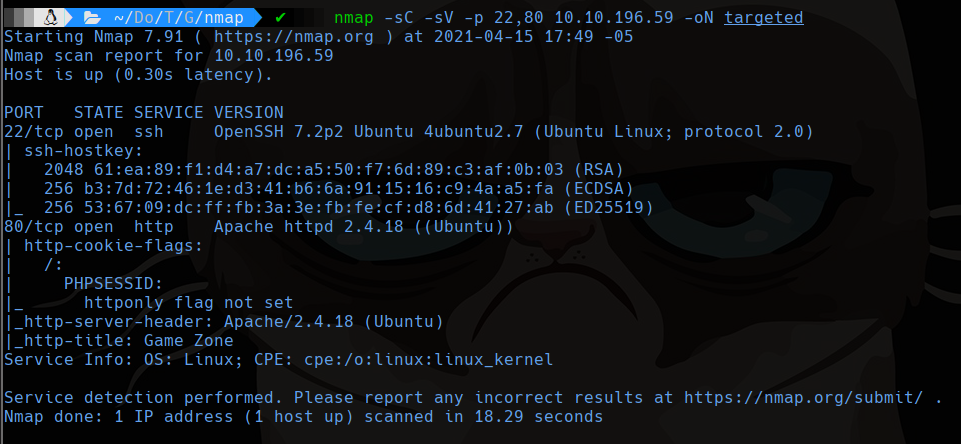 ~/Do/T/G/nmap ✔ nmap -sC -sV -p 22,80 10.10.196.59 -oN targeted
Starting Nmap 7.91 ( https://nmap.org ) at 2021-04-15 17:49 -05
Nmap scan report for 10.10.196.59
Host is up (0.30s latency).
PORT   STATE SERVICE VERSION
22/tcp open  ssh     OpenSSH 7.2p2 Ubuntu 4ubuntu2.7 (Ubuntu Linux; protocol 2.0)
| ssh-hostkey:
|   2048 61:ea:89:f1:d4:a7:dc:a5:50:f7:6d:89:c3:af:0b:03 (RSA)
|   256 b3:7d:72:46:1e:d3:41:b6:6a:91:15:16:c9:4a:a5:fa (ECDSA)
|_  256 53:67:09:dc:ff:fb:3a:3e:fb:fe:cf:d8:6d:41:27:ab (ED25519)
80/tcp open  http    Apache httpd 2.4.18 ((Ubuntu))
| http-cookie-flags:
|   /:
|     PHPSESSID:
|_      httponly flag not set
|_http-server-header: Apache/2.4.18 (Ubuntu)
|_http-title: Game Zone
Service Info: OS: Linux; CPE: cpe:/o:linux:linux_kernel
Service detection performed. Please report any incorrect results at https://nmap.org/submit/ .
Nmap done: 1 IP address (1 host up) scanned in 18.29 seconds